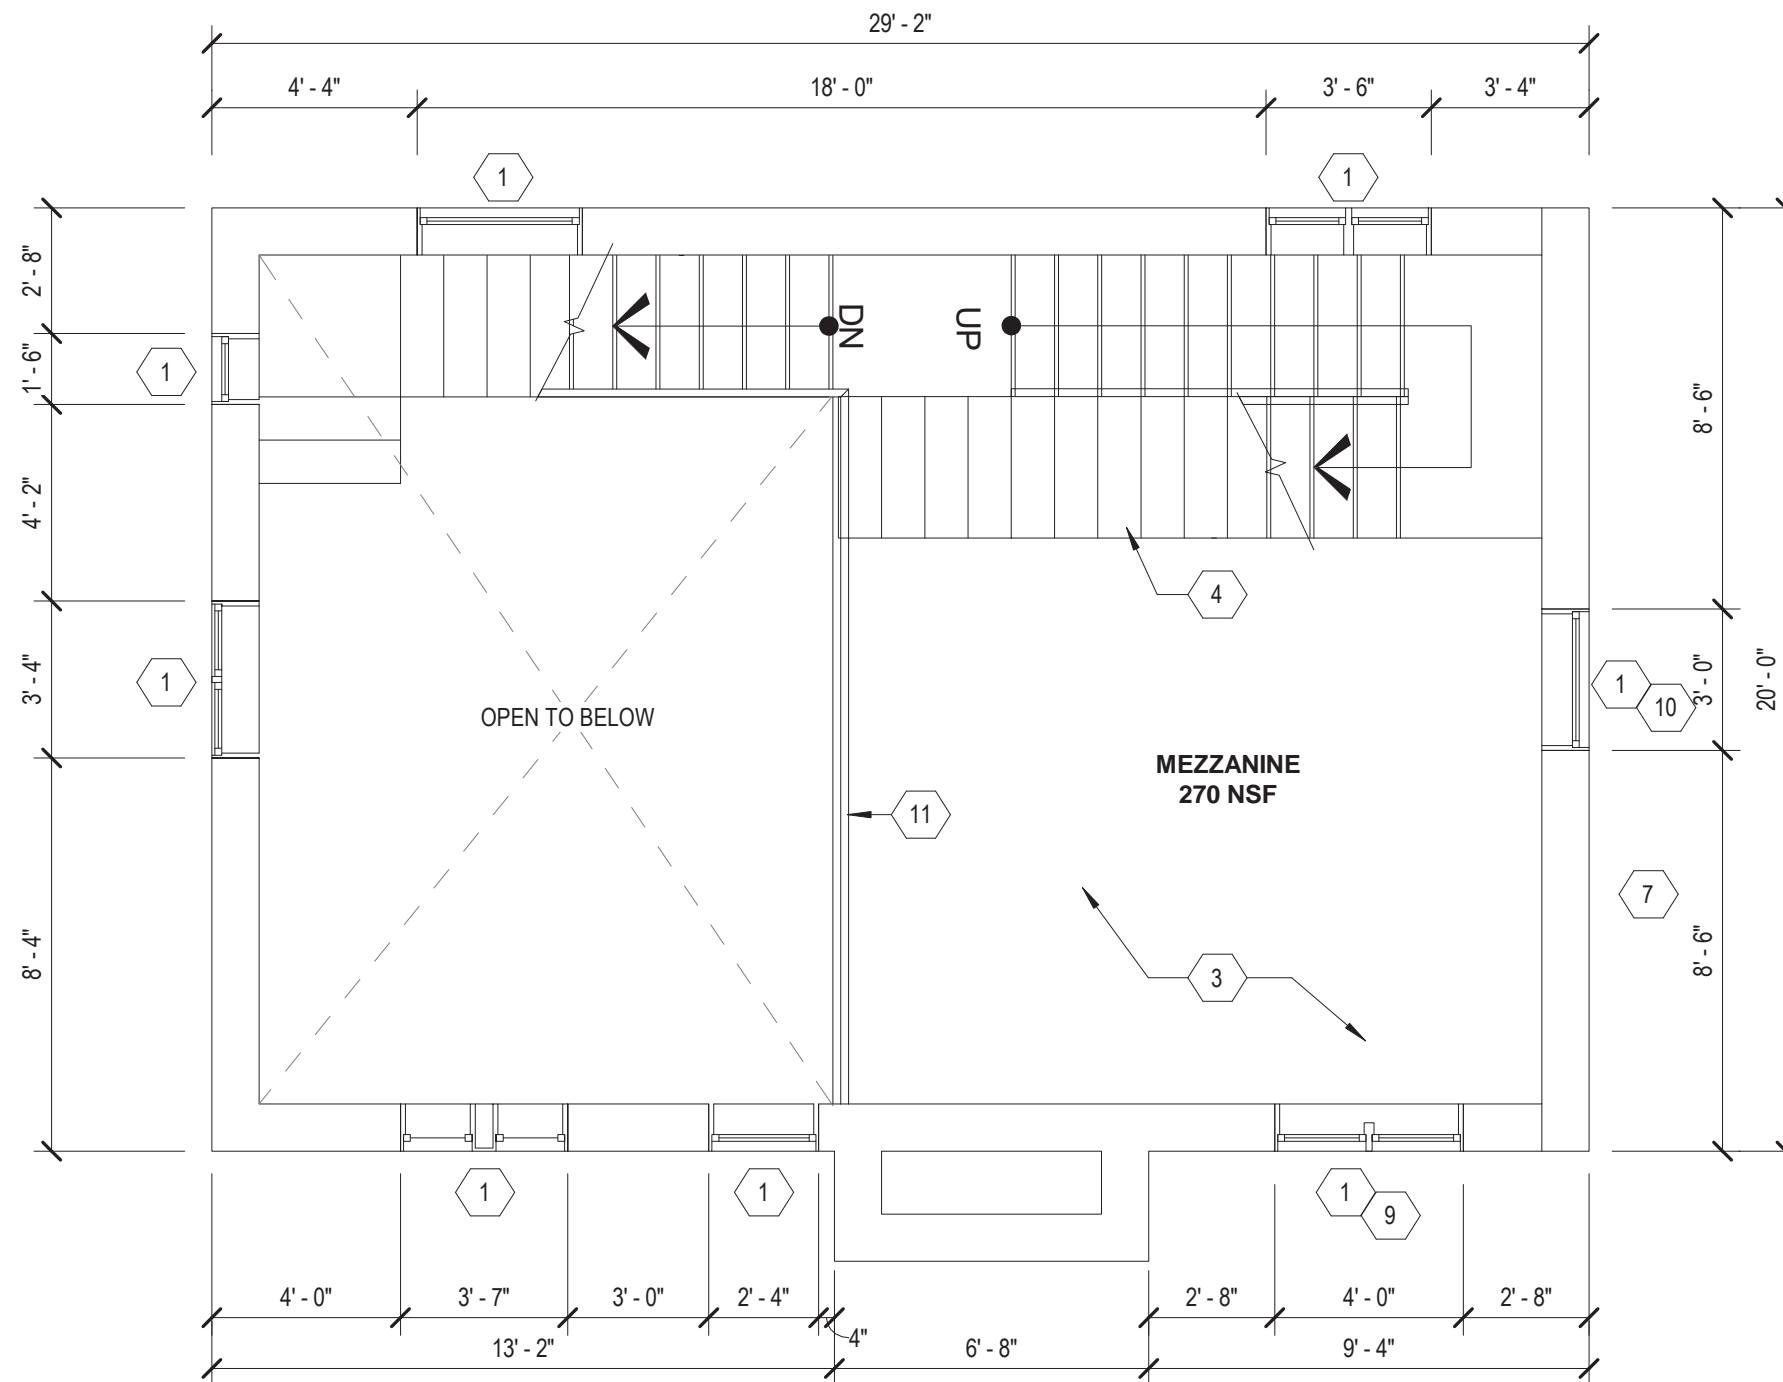 29' - 2"
4' - 4"
18' - 0"
3' - 6"
3' - 4"
1
1
2' - 8"
DN
UP
1' - 6"
1
8' - 6"
4' - 2"
4
3' - 4"
1
1
10
3' - 0"
20' - 0"
OPEN TO BELOW
MEZZANINE
270 NSF
11
7
8' - 4"
8' - 6"
3
1
1
1
9
4' - 0"
3' - 7"
3' - 0"
2' - 4"
2' - 8"
4' - 0"
2' - 8"
4"
13' - 2"
6' - 8"
9' - 4"